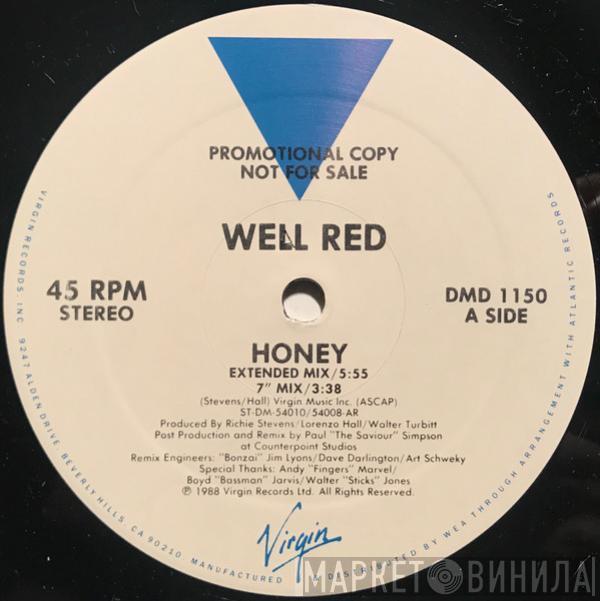 PROMOTIONAL COPY
NOT FOR SALE
WELL RED
45 RPM
STEREO
DMD 1150
A SIDE
HONEY
EXTENDED MIX/5:55
7" MIX/3:38
(Stevens/Hall) Virgin Music Inc. (ASCAP)
ST-DM-54010/54008-AR
Produced By Richie Stevens/Lorenzo Hall/Walter Turbitt
Post Production and Remix by Paul "The Saviour" Simpson
at Counterpoint Studios
Remix Engineers: "Bonzai" Jim Lyons/Dave Darlington/Art Schweky
Special Thanks: Andy "Fingers" Marvel/
Boyd "Bassman" Jarvis/Walter "Sticks" Jones
℗ 1988 Virgin Records Ltd. All Rights Reserved.
Virgin
VIRGIN RECORDS, INC. 9247 ALDEN DRIVE, BEVERLY HILLS, CA 90210 MANUFACTURED & DISTRIBUTED BY WEA THROUGH ARRANGEMENT WITH ATLANTIC RECORDS
МАРКЕТ ВИНИЛА